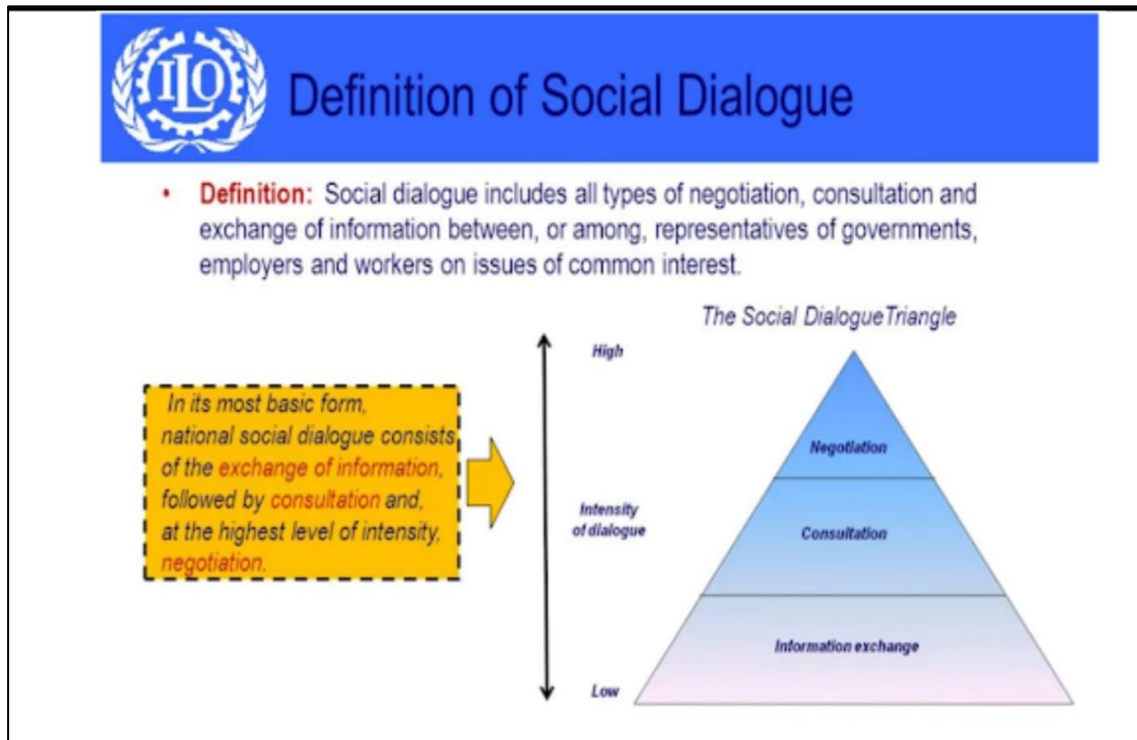 ILO
Definition of Social Dialogue
• Definition: Social dialogue includes all types of negotiation, consultation and
exchange of information between, or among, representatives of governments,
employers and workers on issues of common interest.
The Social DialogueTriangle
In its most basic form,
national social dialogue consists
of the exchange of information,
followed by consultation and,
at the highest level of intensity,
negotiation.
High
Intensity
of dialogue
Low
Negotiation
Consultation
Information exchange